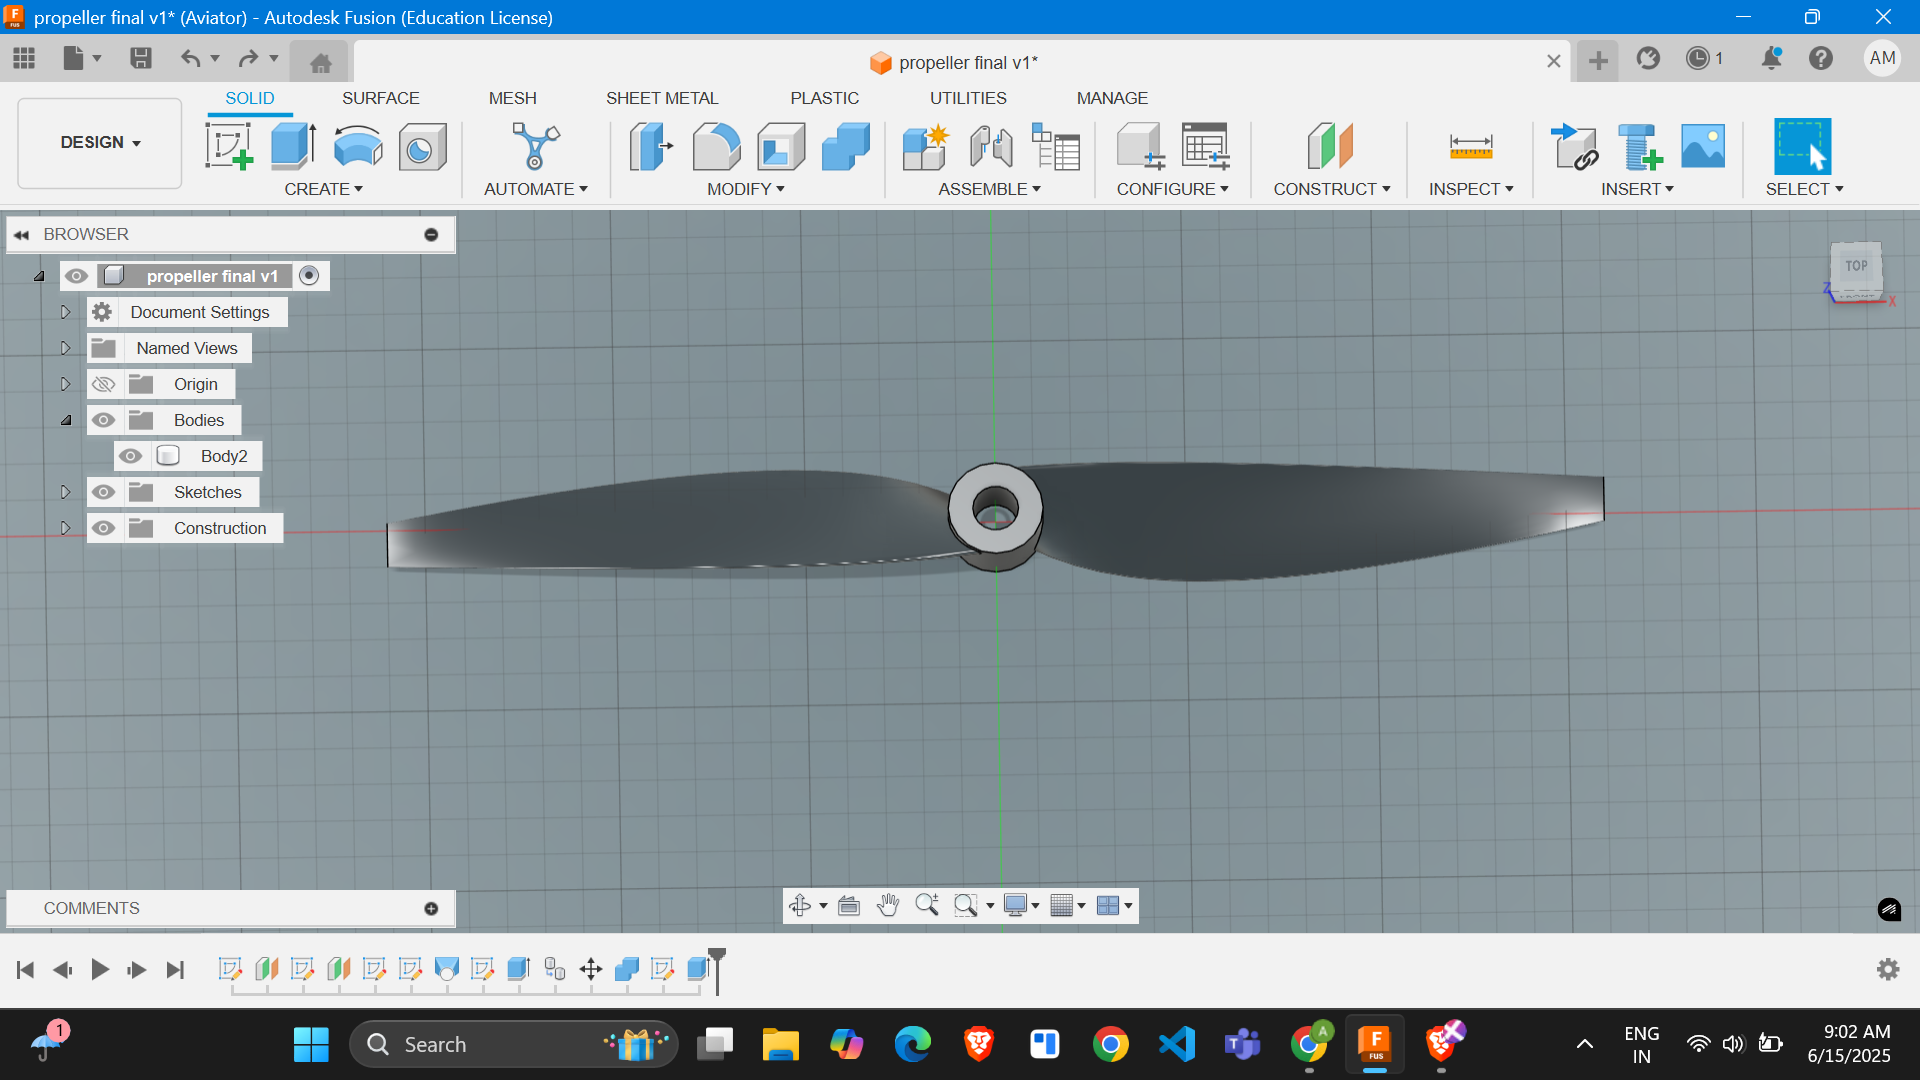 propeller final v1* (Aviator) - Autodesk Fusion (Education License)
propeller final v1*
1
AM
DESIGN
SOLID
SURFACE
MESH
SHEET METAL
PLASTIC
UTILITIES
MANAGE
CREATE
AUTOMATE
MODIFY
ASSEMBLE
CONFIGURE
CONSTRUCT
INSPECT
INSERT
SELECT
BROWSER
propeller final v1
Document Settings
Named Views
Origin
Bodies
Body2
Sketches
Construction
TOP
FRONT
Z
X
COMMENTS
1
Search
A
F
FUS
ENG
IN
9:02 AM
6/15/2025